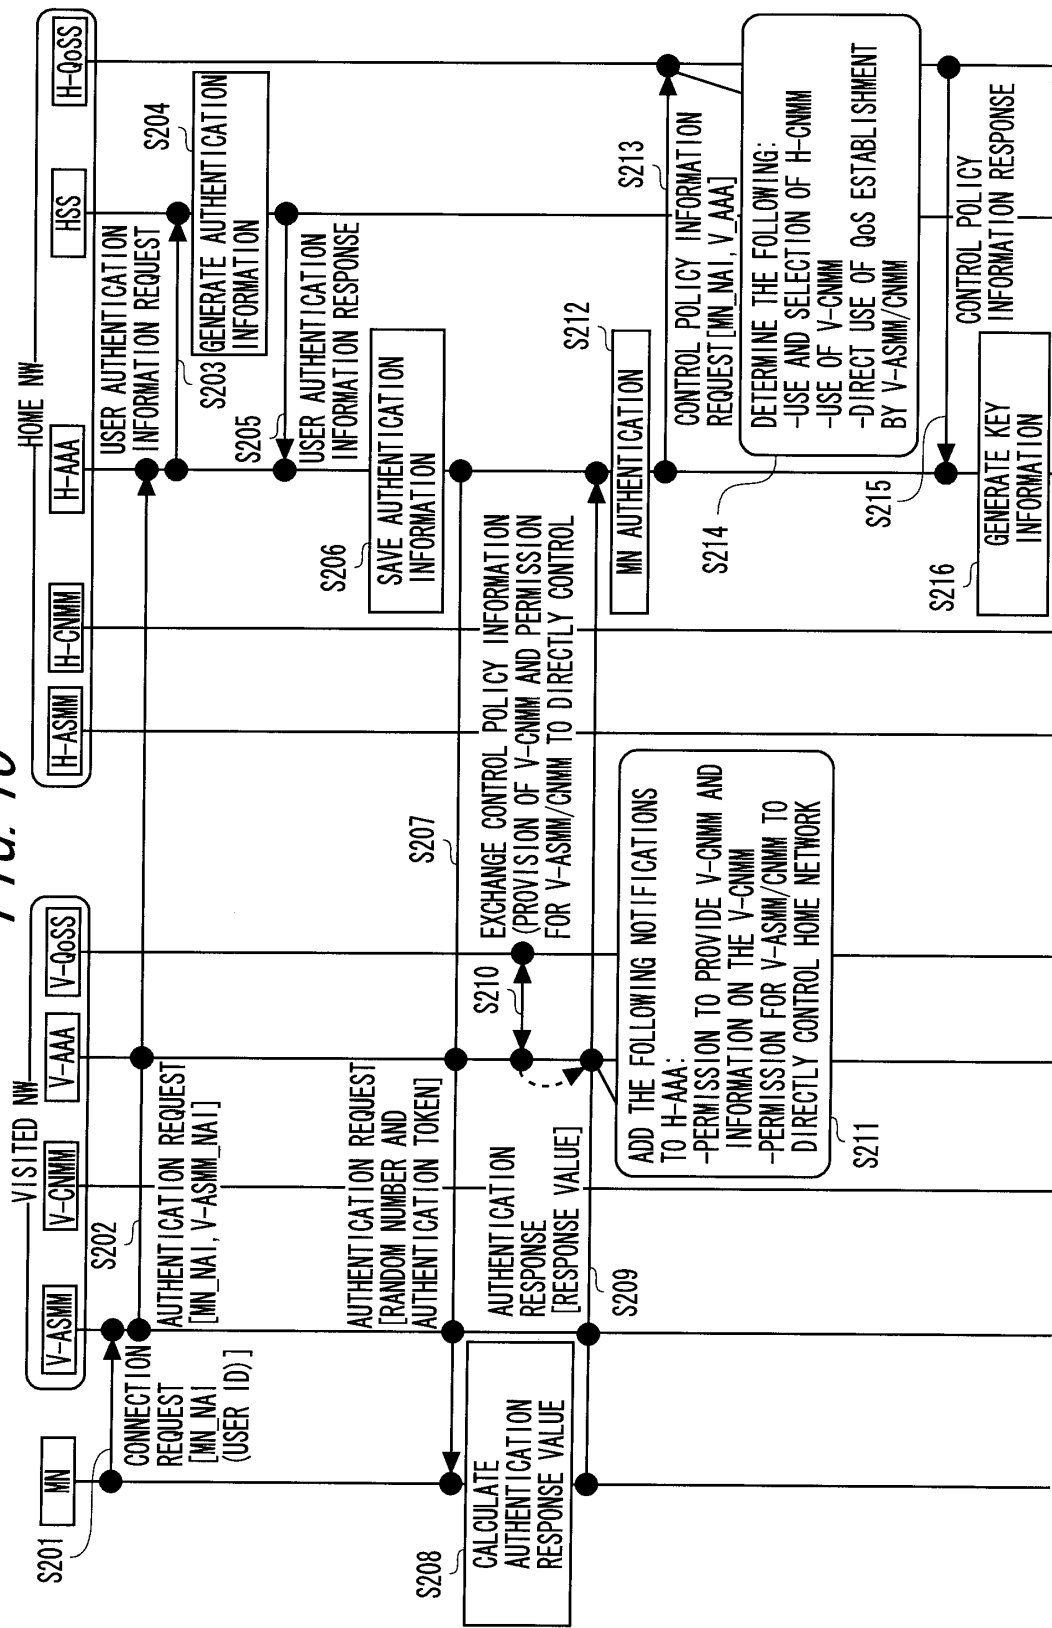 FIG. 10
VISITED NW
HOME NW
MN
V-ASMM
V-CNMM
V-AAA
V-QoSS
H-ASMM
H-CNMM
H-AAA
HSS
H-QoSS
S201
CONNECTION
REQUEST
[MN_NAI
(USER ID)]
S202
AUTHENTICATION REQUEST
[MN_NAI, V-ASMM_NAI]
USER AUTHENTICATION
INFORMATION REQUEST
S203
S204
GENERATE AUTHENTICATION
INFORMATION
S205
USER AUTHENTICATION
INFORMATION RESPONSE
S206
SAVE AUTHENTICATION
INFORMATION
S207
AUTHENTICATION REQUEST
[RANDOM NUMBER AND
AUTHENTICATION TOKEN]
S208
CALCULATE
AUTHENTICATION
RESPONSE VALUE
AUTHENTICATION
RESPONSE
[RESPONSE VALUE]
S209
S210
EXCHANGE CONTROL POLICY INFORMATION
(PROVISION OF V-CNMM AND PERMISSION
FOR V-ASMM/CNMM TO DIRECTLY CONTROL
ADD THE FOLLOWING NOTIFICATIONS
TO H-AAA:
-PERMISSION TO PROVIDE V-CNMM AND
INFORMATION ON THE V-CNMM
-PERMISSION FOR V-ASMM/CNMM TO
DIRECTLY CONTROL HOME NETWORK
S211
S212
MN AUTHENTICATION
S213
CONTROL POLICY INFORMATION
REQUEST[MN_NAI, V_AAA]
DETERMINE THE FOLLOWING:
-USE AND SELECTION OF H-CNMM
-USE OF V-CNMM
-DIRECT USE OF QoS ESTABLISHMENT
BY V-ASMM/CNMM
S214
S215
CONTROL POLICY
INFORMATION RESPONSE
S216
GENERATE KEY
INFORMATION